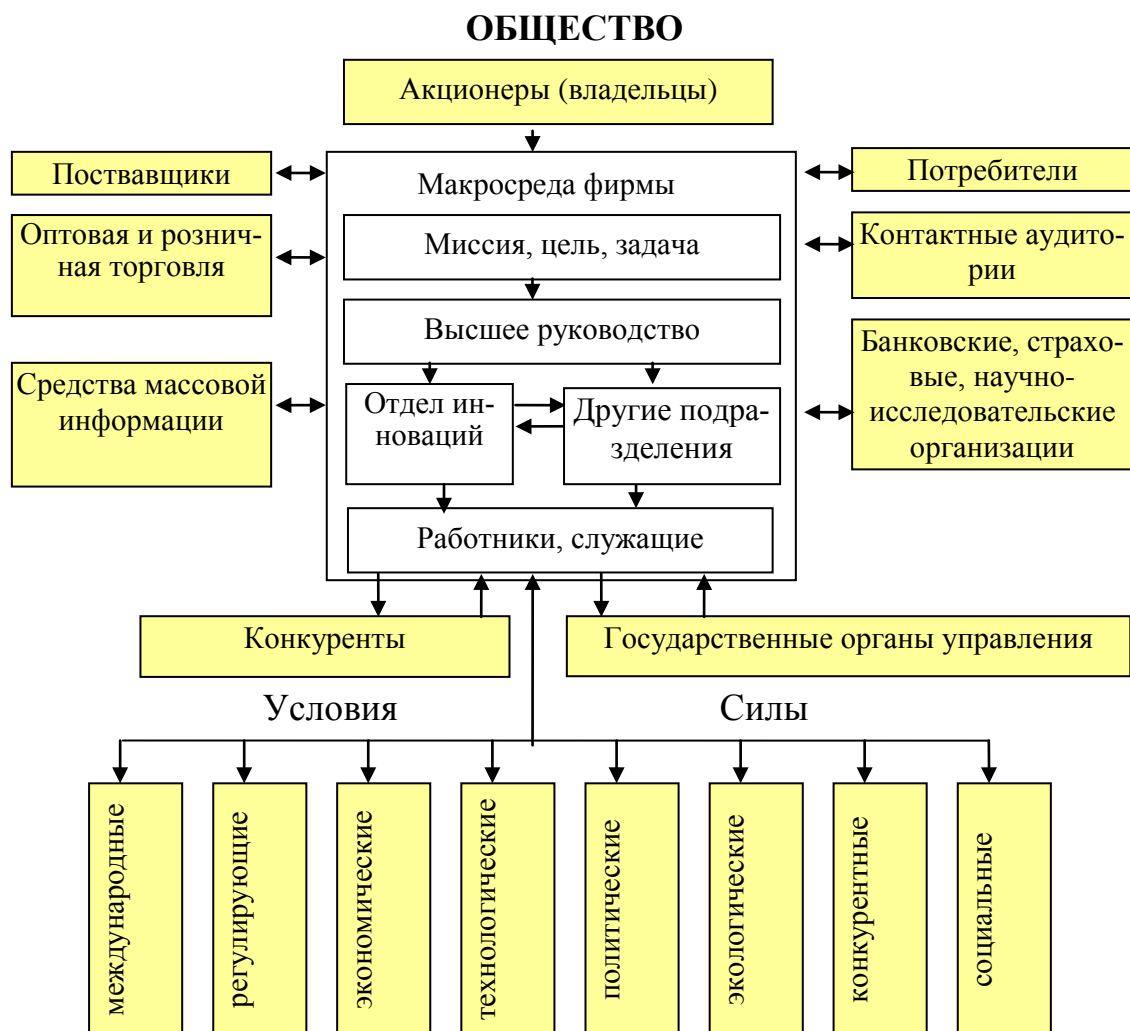 ОБЩЕСТВО
Акционеры (владельцы)
Поствавщики
Макросреда фирмы
Потребители
Оптовая и рознич-
ная торговля
Миссия, цель, задача
Контактные аудито-
рии
Высшее руководство
Средства массовой
информации
Отдел ин-
новаций
Другие подра-
зделения
Банковские, страхо-
вые, научно-
исследовательские
организации
Работники, служащие
Конкуренты
Государственные органы управления
Условия
Силы
международные
регулирующие
экономические
технологические
политические
экологические
конкурентные
социальные